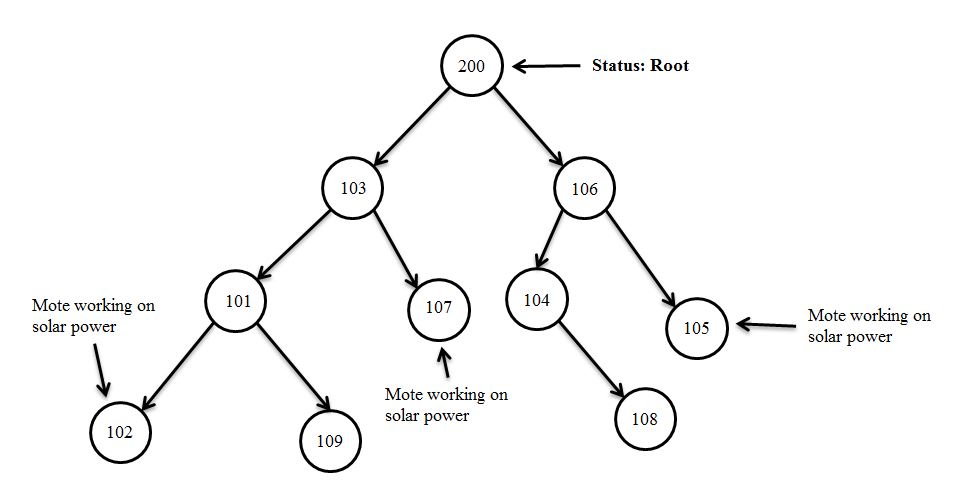 200
Status: Root
103
106
101
107
104
105
Mote working on
solar power
Mote working on
solar power
Mote working on
solar power
102
109
108